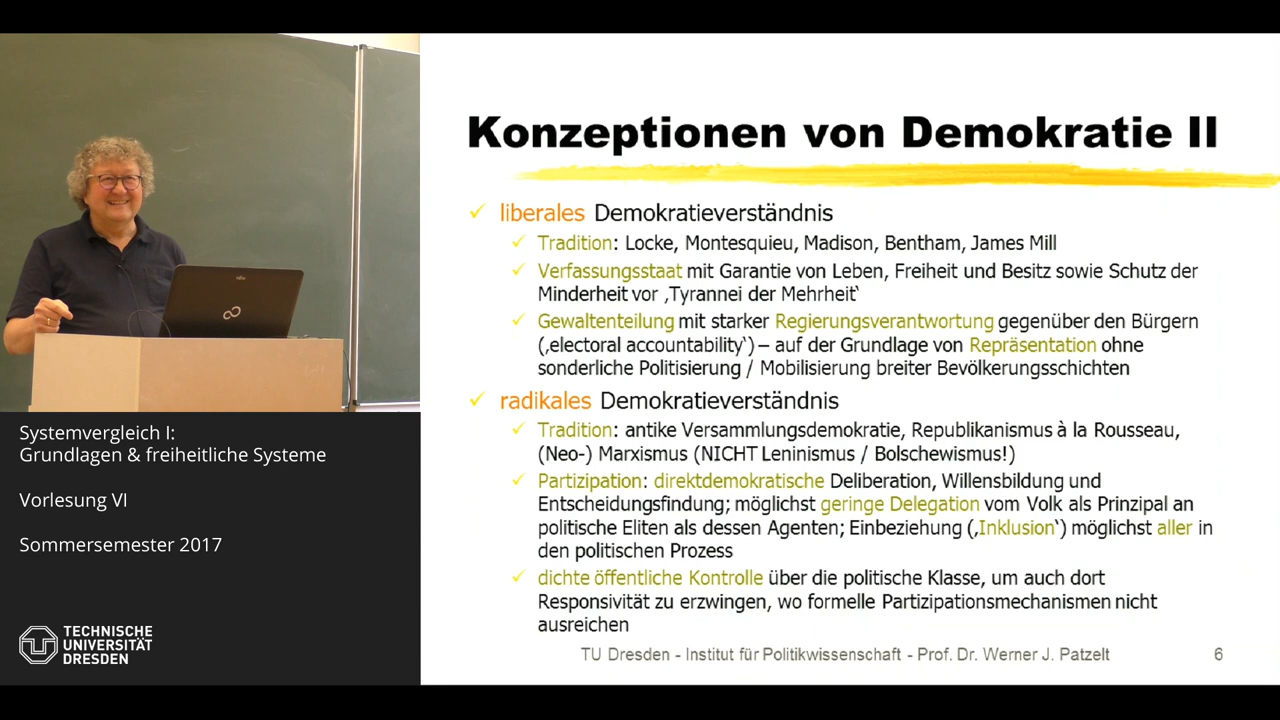 Konzeptionen von Demokratie II
liberales Demokratieverständnis
Tradition: Locke, Montesquieu, Madison, Bentham, James Mill
Verfassungsstaat mit Garantie von Leben, Freiheit und Besitz sowie Schutz der
Minderheit vor ‚Tyrannei der Mehrheit‘
Gewaltenteilung mit starker Regierungsverantwortung gegenüber den Bürgern
(‚electoral accountability‘) – auf der Grundlage von Repräsentation ohne
sonderliche Politisierung / Mobilisierung breiter Bevölkerungsschichten
radikales Demokratieverständnis
Tradition: antike Versammlungsdemokratie, Republikanismus à la Rousseau,
(Neo-) Marxismus (NICHT Leninismus / Bolschewismus!)
Partizipation: direktdemokratische Deliberation, Willensbildung und
Entscheidungsfindung; möglichst geringe Delegation vom Volk als Prinzipal an
politische Eliten als dessen Agenten; Einbeziehung (‚Inklusion‘) möglichst aller in
den politischen Prozess
dichte öffentliche Kontrolle über die politische Klasse, um auch dort
Responsivität zu erzwingen, wo formelle Partizipationsmechanismen nicht
ausreichen
TU Dresden - Institut für Politikwissenschaft - Prof. Dr. Werner J. Patzelt
6
Systemvergleich I:
Grundlagen & freiheitliche Systeme
Vorlesung VI
Sommersemester 2017
TECHNISCHE
UNIVERSITÄT
DRESDEN